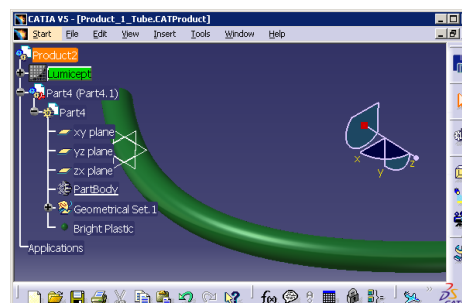 CATIA V5 - [Product_1_Tube.CATProduct]
Start File Edit View Insert Tools Window Help
Product2
Lumicept
Part4 (Part4.1)
Part4
xy plane
yz plane
zx plane
PartBody
Geometrical Set.1
Bright Plastic
Applications
x
y
z
f(x)